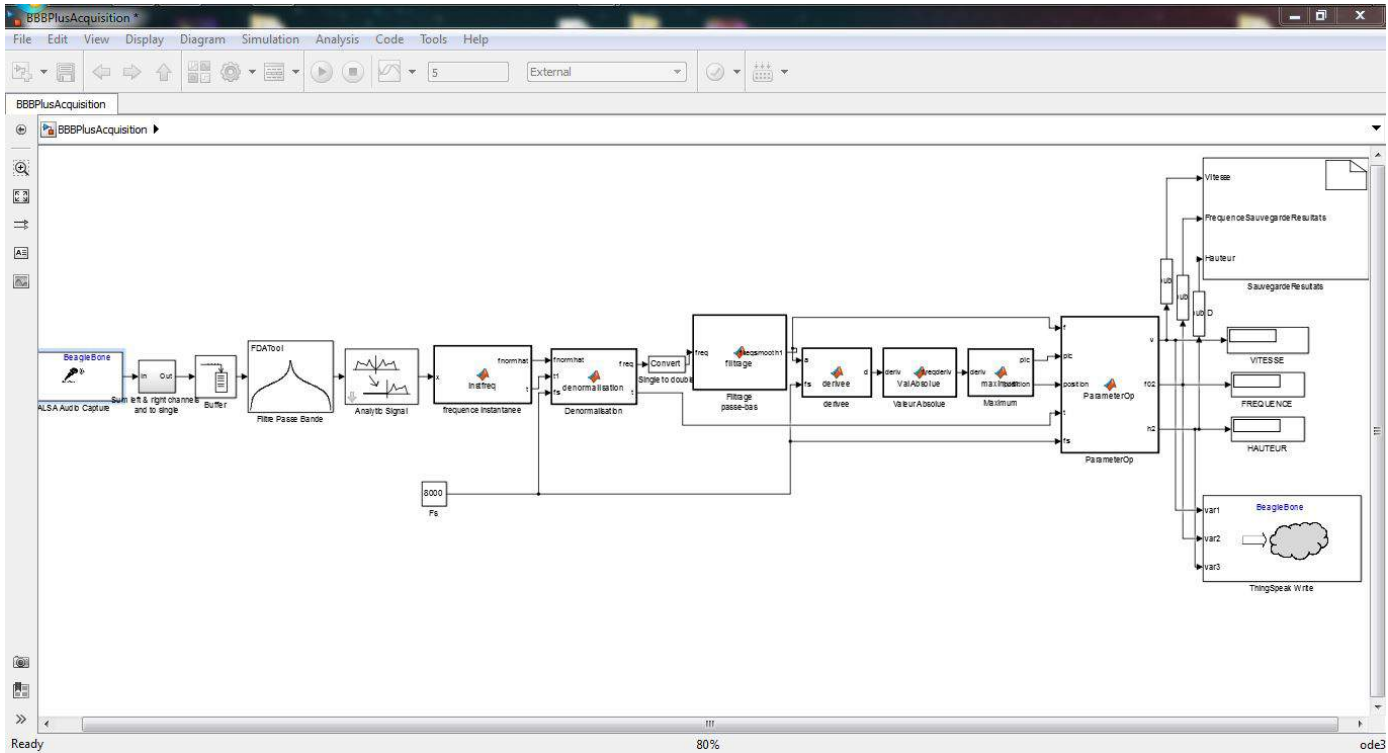 BBBPlusAcquisition *
File Edit View Display Diagram Simulation Analysis Code Tools Help
5 External
BBBPlusAcquisition
BBBPlusAcquisition
Vitesse
FrequenceSauvegardeResultats
Hauteur
SauvegardeResultats
BeagleBone
ALSA Audio Capture
In Out
Sum left & right channels
and to single
Buffer
FDATool
Filtre Passe Bande
Analytic Signal
x instfreq fnormhat t
frequence instantanee
fnormhat t1 fs denormalisation freq t
Denormalisation
Convert
Single to double
freq filtrage freqsmooth1
Filtrage
passe-bas
a fs derivee d
derivee
deriv ValAbsolue
Valeur Absolue
deriv pic position
Maximum
f pic position t fs ParameterOp v f02 h2
ParameterOp
VITESSE
FREQUENCE
HAUTEUR
8000
Fs
BeagleBone
var1
var2
var3
ThingSpeak Write
Ready 80% ode3